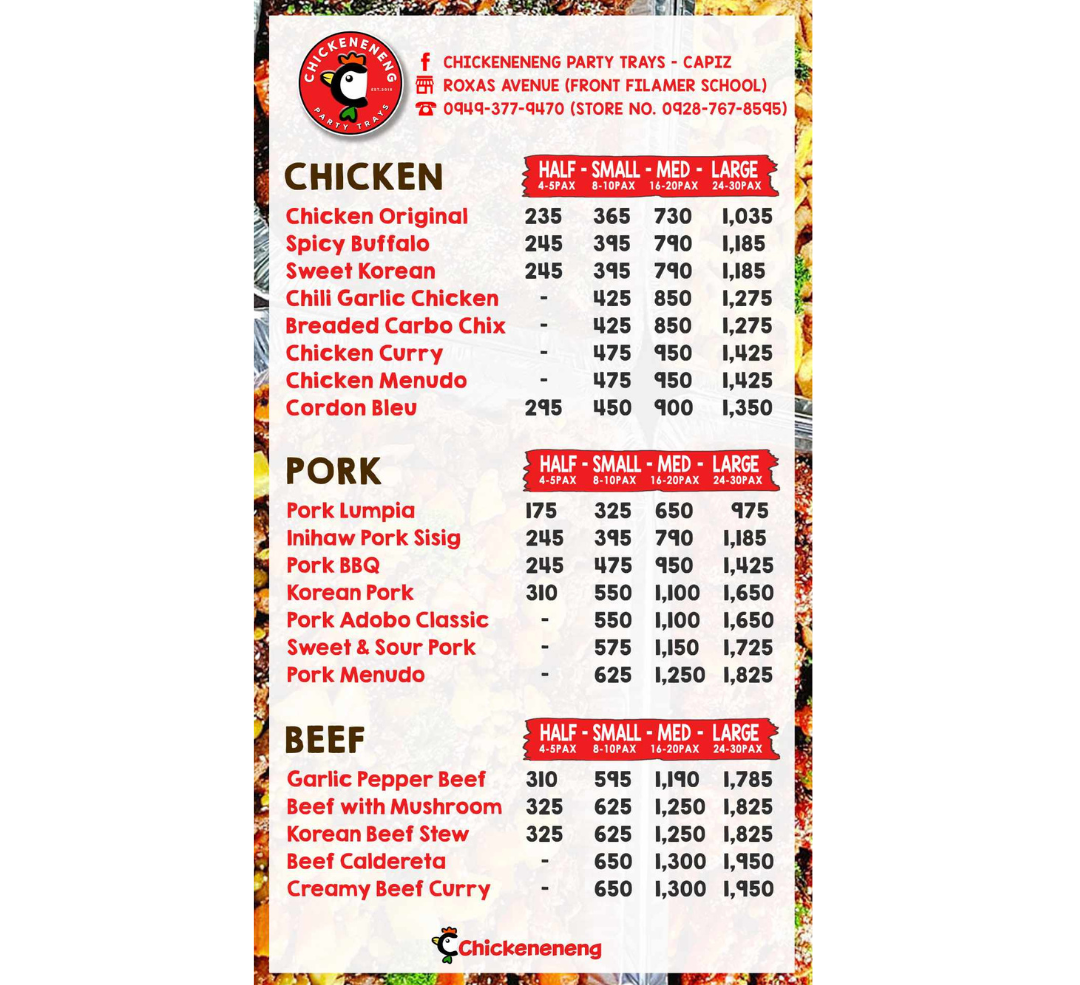 CHICKENENENG
EST.2018
PARTY TRAYS
CHICKENENENG PARTY TRAYS - CAPIZ
ROXAS AVENUE (FRONT FILAMER SCHOOL)
0949-377-9470 (STORE NO. 0928-767-8595)
CHICKEN HALF - SMALL - MED - LARGE
4-5PAX 8-10PAX 16-20PAX 24-30PAX
Chicken Original 235 365 730 1,035
Spicy Buffalo 245 395 790 1,185
Sweet Korean 245 395 790 1,185
Chili Garlic Chicken - 425 850 1,275
Breaded Carbo Chix - 425 850 1,275
Chicken Curry - 475 950 1,425
Chicken Menudo - 475 950 1,425
Cordon Bleu 295 450 900 1,350
PORK HALF - SMALL - MED - LARGE
4-5PAX 8-10PAX 16-20PAX 24-30PAX
Pork Lumpia 175 325 650 975
Inihaw Pork Sisig 245 395 790 1,185
Pork BBQ 245 475 950 1,425
Korean Pork 310 550 1,100 1,650
Pork Adobo Classic - 550 1,100 1,650
Sweet & Sour Pork - 575 1,150 1,725
Pork Menudo - 625 1,250 1,825
BEEF HALF - SMALL - MED - LARGE
4-5PAX 8-10PAX 16-20PAX 24-30PAX
Garlic Pepper Beef 310 595 1,190 1,785
Beef with Mushroom 325 625 1,250 1,825
Korean Beef Stew 325 625 1,250 1,825
Beef Caldereta - 650 1,300 1,950
Creamy Beef Curry - 650 1,300 1,950
Chickeneneng